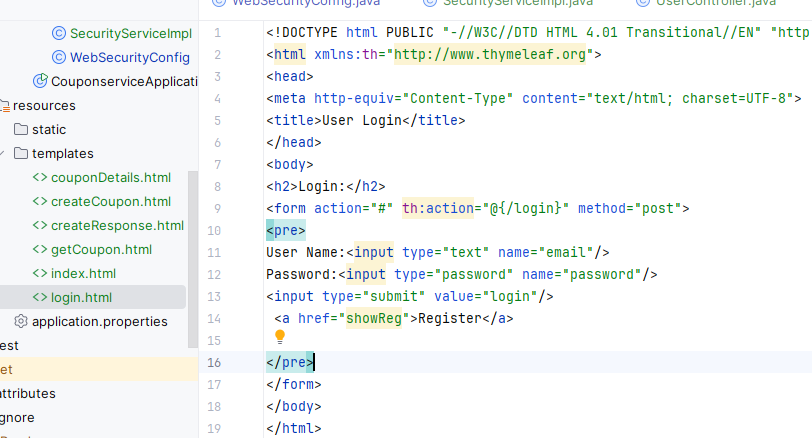 WebSecurityConfig.java
SecurityServiceImpl.java
UserController.java
SecurityServiceImpl
WebSecurityConfig
CouponserviceApplicati
resources
static
templates
couponDetails.html
createCoupon.html
createResponse.html
getCoupon.html
index.html
login.html
application.properties
est
et
attributes
gnore
1 <!DOCTYPE html PUBLIC "-//W3C//DTD HTML 4.01 Transitional//EN" "http
2 <html xmlns:th="http://www.thymeleaf.org">
3 <head>
4 <meta http-equiv="Content-Type" content="text/html; charset=UTF-8">
5 <title>User Login</title>
6 </head>
7 <body>
8 <h2>Login:</h2>
9 <form action="#" th:action="@{/login}" method="post">
10 <pre>
11 User Name:<input type="text" name="email"/>
12 Password:<input type="password" name="password"/>
13 <input type="submit" value="login"/>
14  <a href="showReg">Register</a>
15
16 </pre>
17 </form>
18 </body>
19 </html>